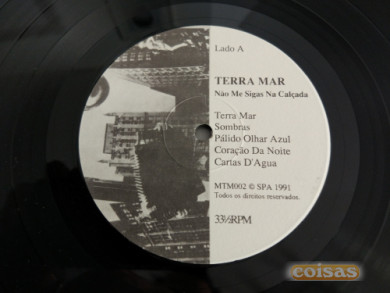 Lado A
TERRA MAR
Não Me Sigas Na Calçada
Terra Mar
Sombras
Pálido Olhar Azul
Coração Da Noite
Cartas D'Agua
MTM002 © SPA 1991
Todos os direitos reservados.
33⅓RPM
coisas